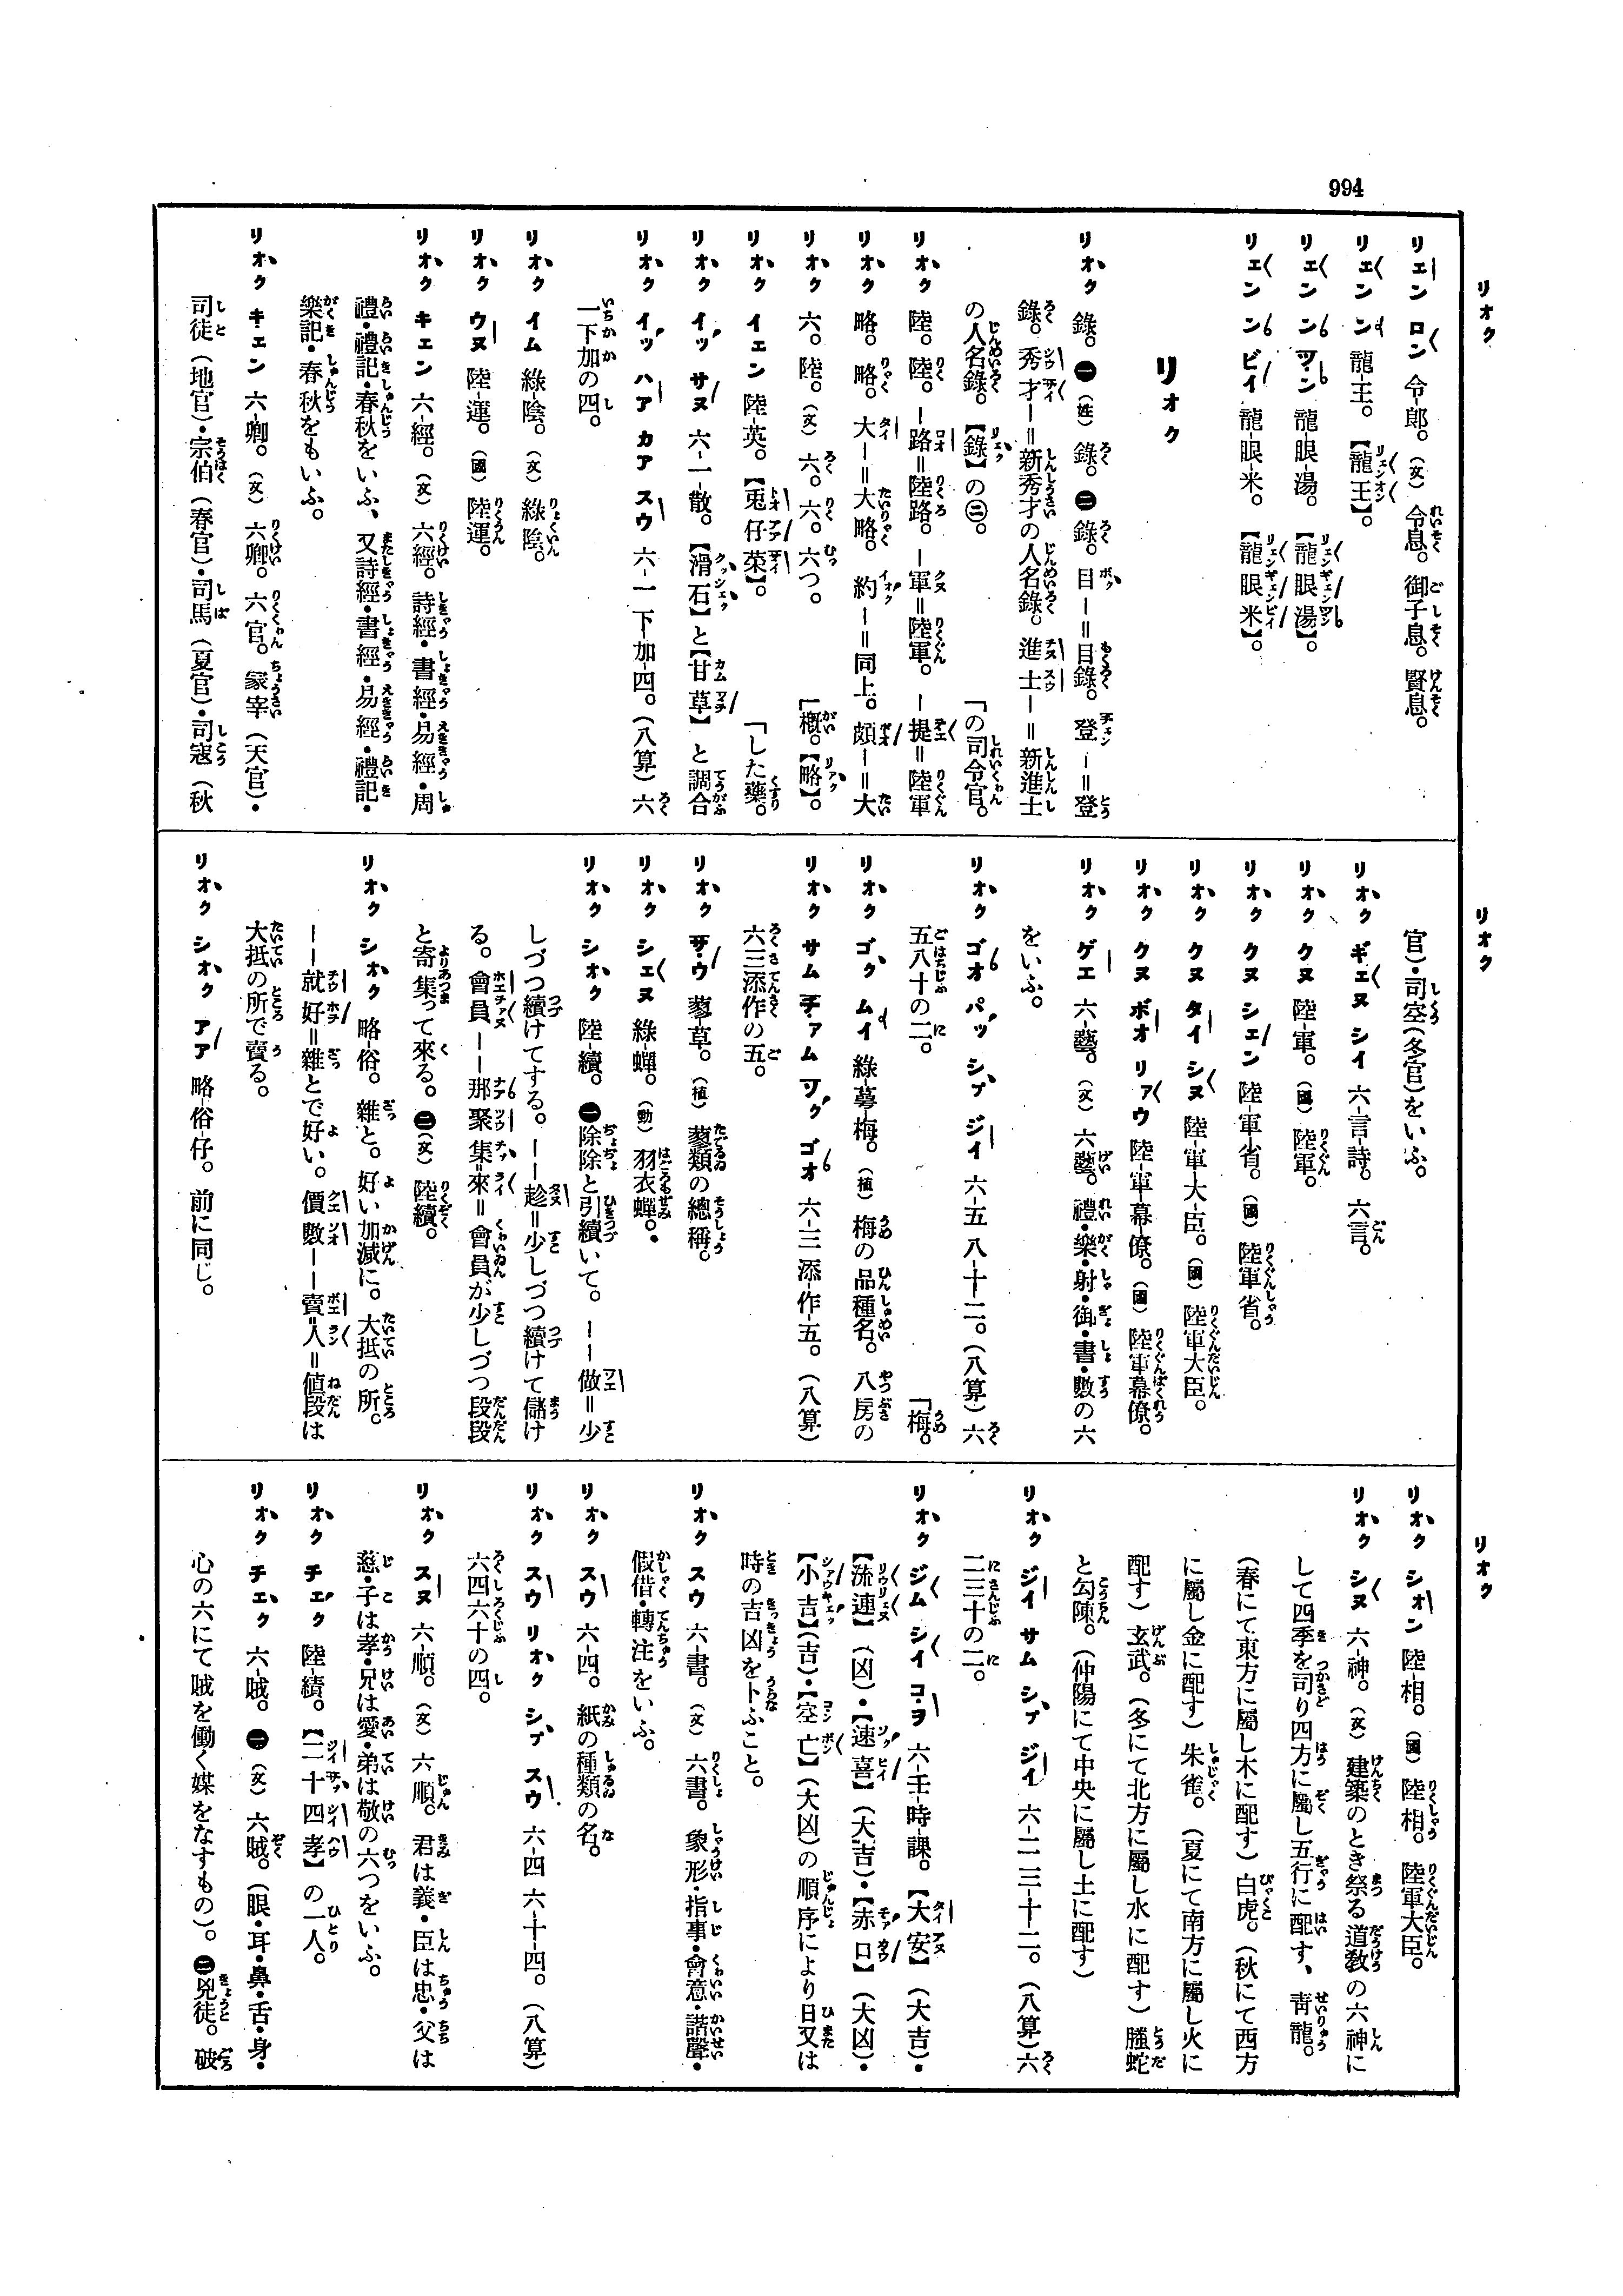 994
リオク
リオク
リオク
リェン ロン 令-郎。(文) 令息。御子息。賢息。
リェン ン 龍-王。【龍王】。
リェン ン ツン 龍-眼-湯。【龍眼湯】。
リェン ン ビイ 龍-眼-米。【龍眼米】。
リオク
リオク 錄。㊀(姓) 錄。㊁錄。目-=目錄。登-=登
錄。秀才-=新秀才の人名錄。進士-=新進士
の人名錄。【錄】の㊁。 「の司令官。
リオク 陸。陸。-路=陸路。-軍=陸軍。-提=陸軍
リオク 略。略。大-=大略。約-=同上。頗-=大
リオク 六。陸。(文) 六。六。六つ。 「概。【略】。
リオク イェン 陸-英。【兎仔菜】。 「した藥。
リオク イッ サヌ 六-一-散。【滑石】と【甘草】と調合
リオク イッ ハア カア スウ 六-一 下-加-四。(八算) 六
一下加の四。
リオク イム 綠-陰。(文) 綠陰。
リオク ウヌ 陸-運。(國) 陸運。
リオク キェン 六-經。(文) 六經。詩經・書經・易經・周
禮・禮記・春秋をいふ、又詩經・書經・易經・禮記・
樂記・春秋をもいふ。
リオク キェン 六-卿。(文) 六卿。六官。冢宰(天官)・
司徒(地官)・宗伯(春官)・司馬(夏官)・司寇(秋
官)・司空(冬官)をいふ。
リオク ギェヌ シイ 六-言-詩。六言。
リオク クヌ 陸-軍。(國) 陸軍。
リオク クヌ シェン 陸-軍-省。(國) 陸軍省。
リオク クヌ タイ シヌ 陸-軍-大-臣。(國) 陸軍大臣。
リオク クヌ ボオ リアウ 陸-軍-幕-僚。(國) 陸軍幕僚。
リオク ゲエ 六-藝。(文) 六藝。禮・樂・射・御・書・數の六
をいふ。
リオク ゴオ パッ シプ ジイ 六-五 八-十-二。(八算) 六
五八十の二。 「梅。
リオク ゴク ムイ 綠-萼-梅。(植) 梅の品種名。八房の
リオク サム チァム ツク ゴオ 六-三 添-作-五。(八算)
六三添作の五。
リオク サウ 蓼-草。(植) 蓼類の總稱。
リオク シェヌ 綠-蟬。(動) 羽衣蟬。
リオク シオク 陸-續。㊀除除と引續いて。--做=少
しづつ續けてする。--趁=少しづつ續けて儲け
る。會員--那聚集來=會員が少しづつ段段
と寄集って來る。㊁(文) 陸續。
リオク シオク 略-俗。雜と。好い加減に。大抵の所。
--就好=雜とで好い。價數--賣人=値段は
大抵の所で賣る。
リオク シオク アア 略-俗-仔。前に同じ。
リオク シオン 陸-相。(國) 陸相。陸軍大臣。
リオク シヌ 六-神。(文) 建築のとき祭る道敎の六神に
して四季を司り四方に屬し五行に配す、靑龍。
(春にて東方に屬し木に配す) 白虎。(秋にて西方
に屬し金に配す) 朱雀。(夏にて南方に屬し火に
配す) 玄武。(冬にて北方に屬し水に配す) 螣蛇
と勾陳。(仲陽にて中央に屬し土に配す)
リオク ジイ サム シプ ジイ 六-二 三-十-二。(八算) 六
二三十の二。
リオク ジム シイ コヲ 六-壬-時-課。【大安】(大吉)・
【流連】(凶)・【速喜】(大吉)・【赤口】(大凶)・
【小吉】(吉)・【空亡】(大凶)の順序により日又は
時の吉凶を卜ふこと。
リオク スウ 六-書。(文) 六書。象形・指事・會意・諧聲・
假借・轉注をいふ。
リオク スウ 六-四。紙の種類の名。
リオク スウ リオク シプ スウ 六-四 六-十-四。(八算)
六四六十の四。
リオク スヌ 六-順。(文) 六順。君は義・臣は忠・父は
慈・子は孝・兄は愛・弟は敬の六つをいふ。
リオク チェク 陸-績。【二十四孝】の一人。
リオク チェク 六-賊。㊀(文) 六賊。(眼・耳・鼻・舌・身・
心の六にて賊を働く媒をなすもの)。㊁兇徒。破